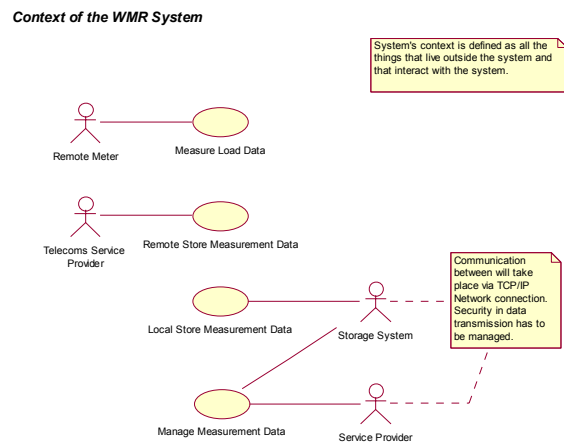 Context of the WMR System
System's context is defined as all the
things that live outside the system and
that interact with the system.
Remote Meter
Measure Load Data
Telecoms Service
Provider
Remote Store Measurement Data
Communication
between will take
place via TCP/IP
Network connection.
Security in data
transmission has to
be managed.
Local Store Measurement Data
Storage System
Manage Measurement Data
Service Provider